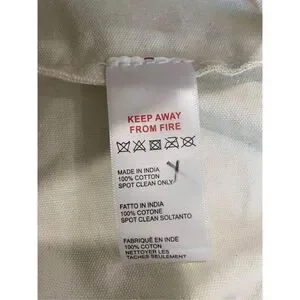 KEEP AWAY
FROM FIRE
MADE IN INDIA
100% COTTON
SPOT CLEAN ONLY
FATTO IN INDIA
100% COTONE
SPOT CLEAN SOLTANTO
FABRIQUÉ EN INDE
100% COTON
NETTOYER LES
TACHES SEULEMENT